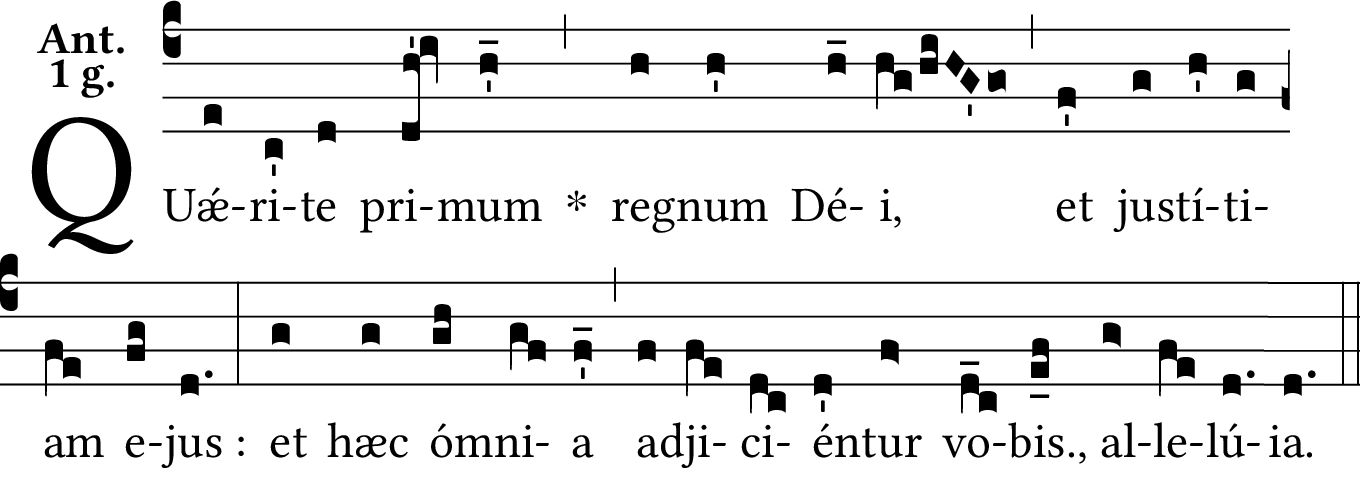 Ant.
1 g.
QUǽ-ri-te pri-mum * regnum Dé- i, et justí-ti-
am e-jus : et hæc ómni- a adji- ci- éntur vo-bis., al-le-lú-ia.